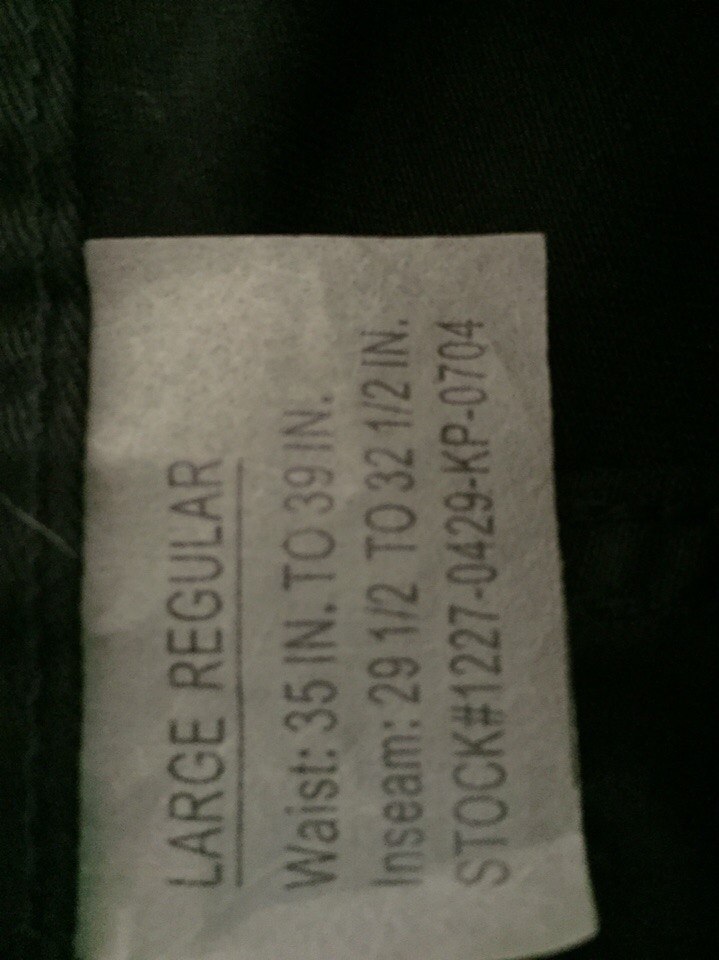 LARGE REGULAR
Waist: 35 IN. TO 39 IN.
Inseam: 29 1/2 TO 32 1/2 IN.
STOCK#1227-0429-KP-0704